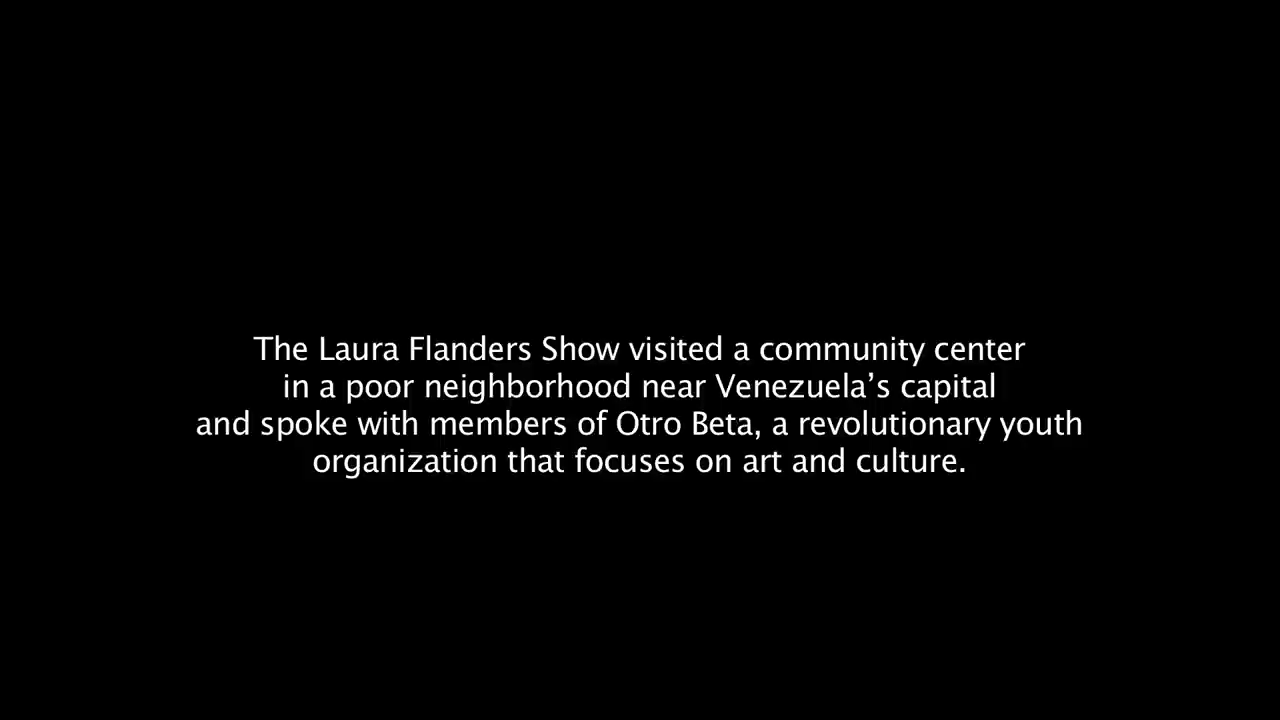 The Laura Flanders Show visited a community center
in a poor neighborhood near Venezuela’s capital
and spoke with members of Otro Beta, a revolutionary youth
organization that focuses on art and culture.